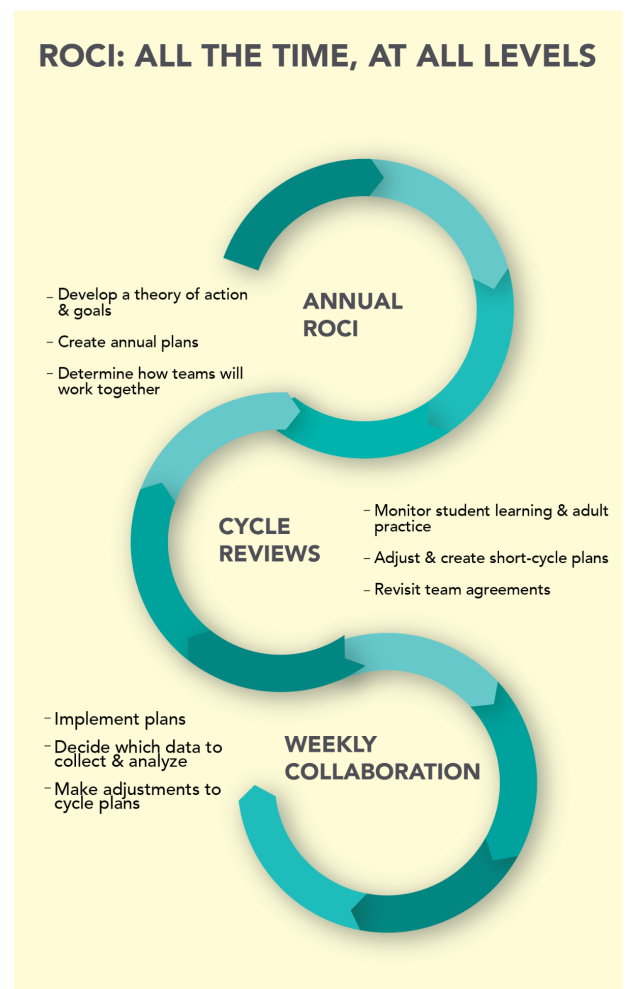 ROCI: ALL THE TIME, AT ALL LEVELS
ANNUAL
ROCI
– Develop a theory of action
& goals
– Create annual plans
– Determine how teams will
work together
CYCLE
REVIEWS
– Monitor student learning & adult
practice
– Adjust & create short-cycle plans
– Revisit team agreements
WEEKLY
COLLABORATION
– Implement plans
– Decide which data to
collect & analyze
– Make adjustments to
cycle plans